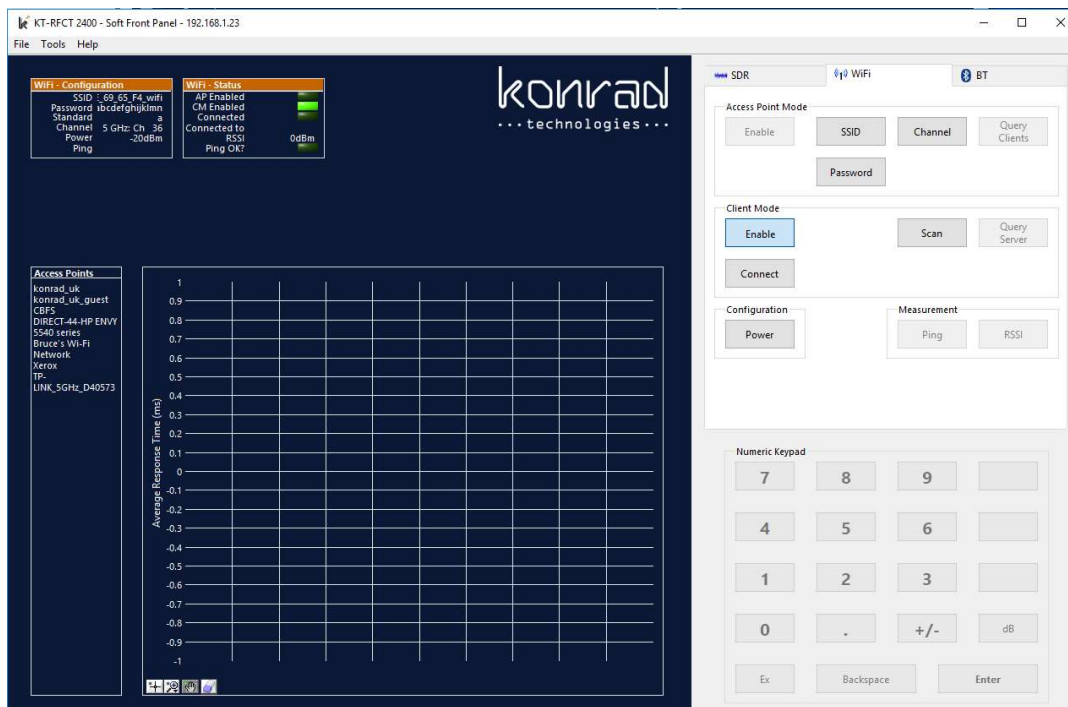 KT-RFCT 2400 - Soft Front Panel - 192.168.1.23
File Tools Help
WiFi - Configuration
SSID :_69_65_F4_wifi
Password abcdefghijklmn
Standard a
Channel 5 GHz: Ch 36
Power -20dBm
Ping
WiFi - Status
AP Enabled
CM Enabled
Connected
Connected to
RSSI 0dBm
Ping OK?
konrad
...technologies...
Access Points
konrad_uk
konrad_uk_guest
CBFS
DIRECT-44-HP ENVY
5540 series
Bruce's Wi-Fi
Network
Xerox
TP-
LINK_5GHz_D40573
Average Response Time (ms)
1
0.9
0.8
0.7
0.6
0.5
0.4
0.3
0.2
0.1
0
-0.1
-0.2
-0.3
-0.4
-0.5
-0.6
-0.7
-0.8
-0.9
-1
SDR WiFi BT
Access Point Mode
Enable SSID Channel Query
Clients
Password
Client Mode
Enable Scan Query
Server
Connect
Configuration
Power
Measurement
Ping RSSI
Numeric Keypad
7 8 9
4 5 6
1 2 3
0 . +/- dB
Ex Backspace Enter